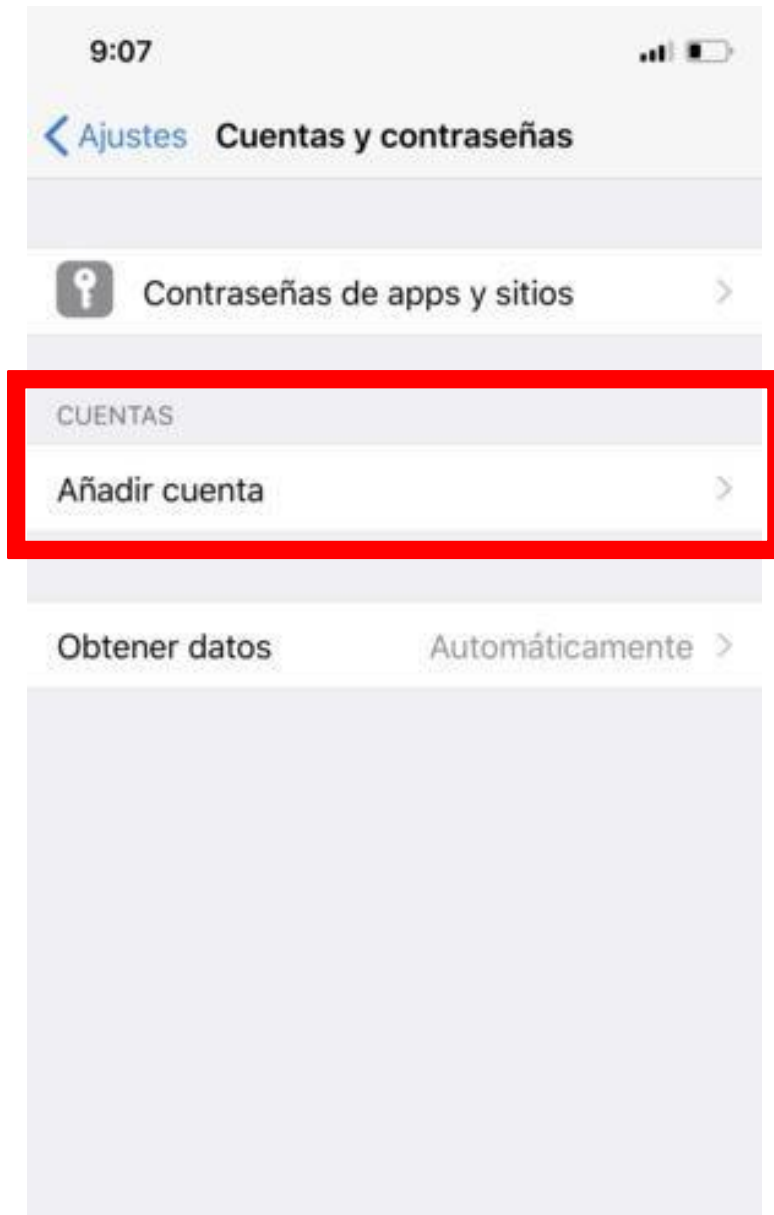 9:07
Ajustes Cuentas y contraseñas
Contraseñas de apps y sitios
CUENTAS
Añadir cuenta
Obtener datos Automáticamente